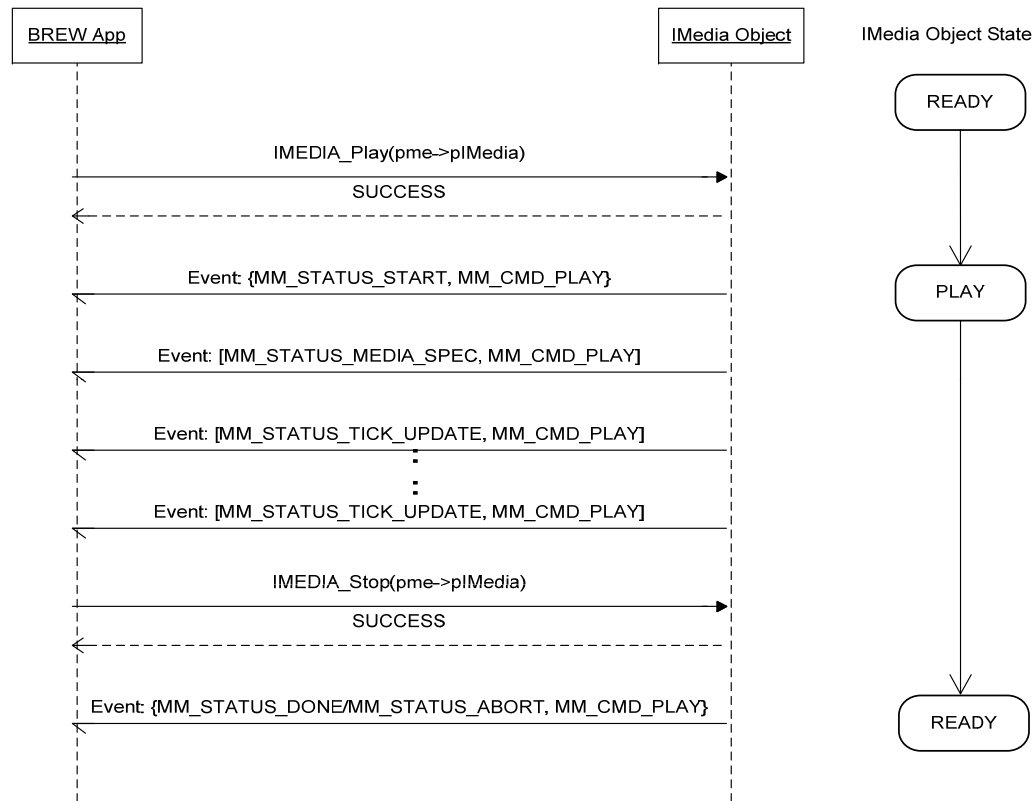 BREW App
IMedia Object
IMedia Object State
READY
IMEDIA_Play(pme->pIMedia)
SUCCESS
Event: {MM_STATUS_START, MM_CMD_PLAY}
PLAY
Event: [MM_STATUS_MEDIA_SPEC, MM_CMD_PLAY]
Event: [MM_STATUS_TICK_UPDATE, MM_CMD_PLAY]
Event: [MM_STATUS_TICK_UPDATE, MM_CMD_PLAY]
IMEDIA_Stop(pme->pIMedia)
SUCCESS
Event: {MM_STATUS_DONE/MM_STATUS_ABORT, MM_CMD_PLAY}
READY